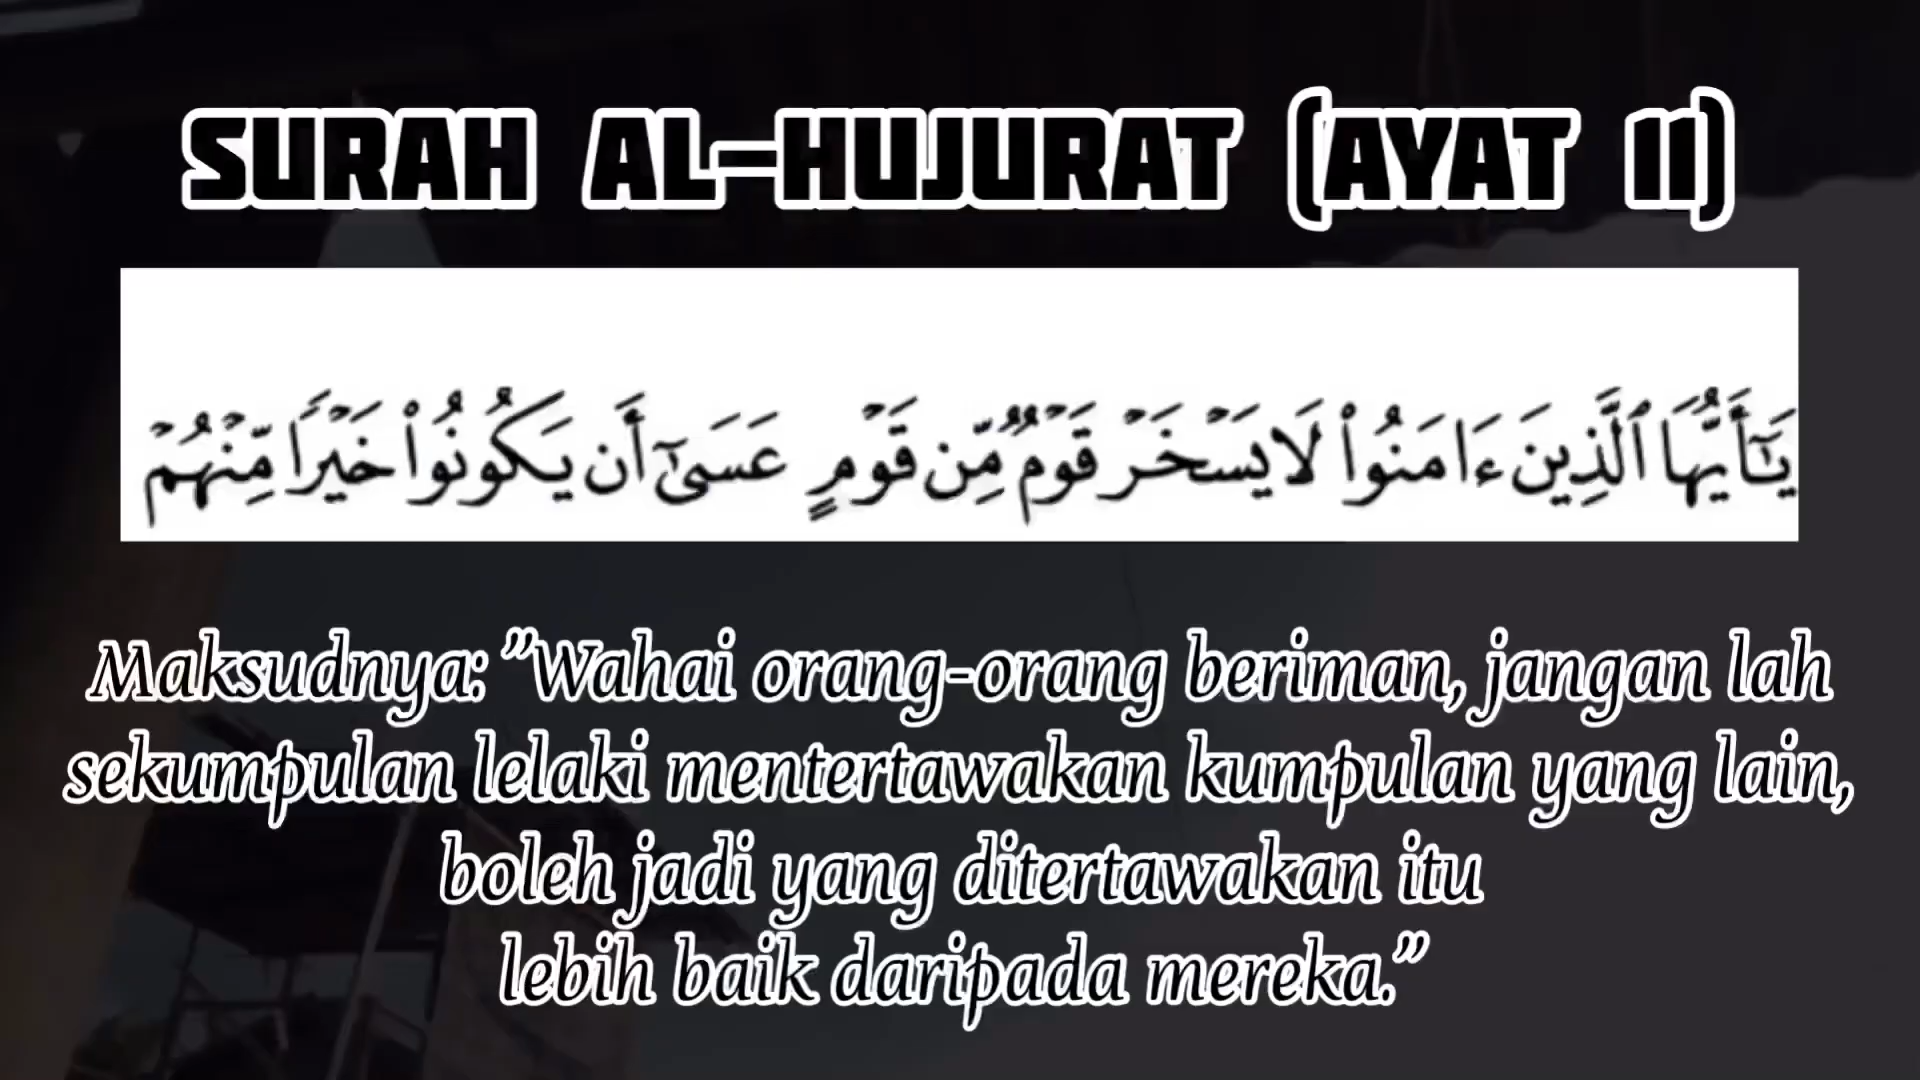 SURAH AL-HUJURAT (AYAT 11)
يَـٰٓأَيُّهَا ٱلَّذِينَ ءَامَنُوا۟ لَا يَسۡخَرۡ قَوۡمٌ مِّن قَوۡمٍ عَسَىٰٓ أَن يَكُونُوا۟ خَيۡرًا مِّنۡهُمۡ
Maksudnya: ”Wahai orang-orang beriman, jangan lah
sekumpulan lelaki mentertawakan kumpulan yang lain,
boleh jadi yang ditertawakan itu
lebih baik daripada mereka.”